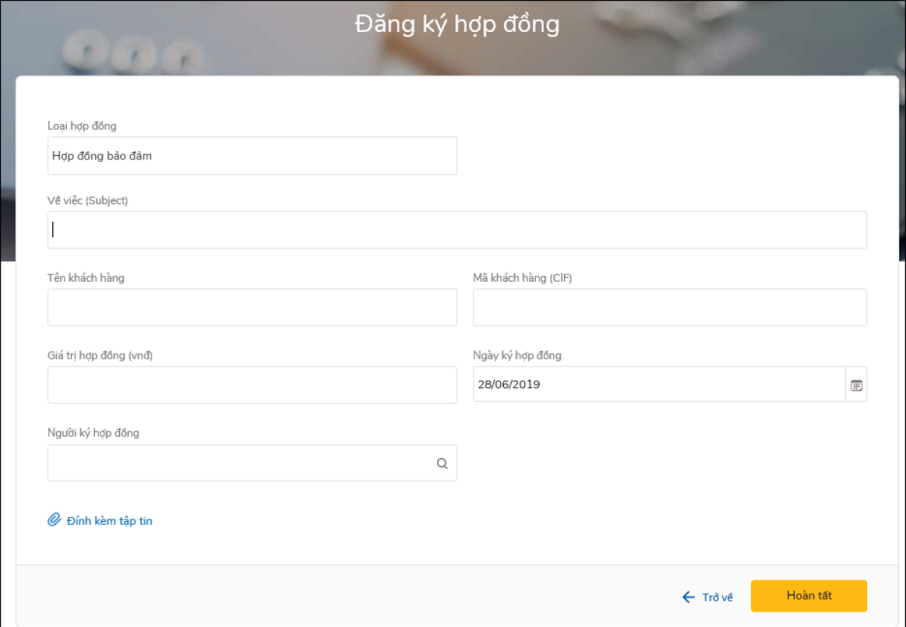 Đăng ký hợp đồng
Loại hợp đồng
Hợp đồng bảo đảm
Về việc (Subject)
Tên khách hàng
Mã khách hàng (CIF)
Giá trị hợp đồng (vnđ)
Ngày ký hợp đồng
28/06/2019
Người ký hợp đồng
Đính kèm tập tin
Trở về
Hoàn tất